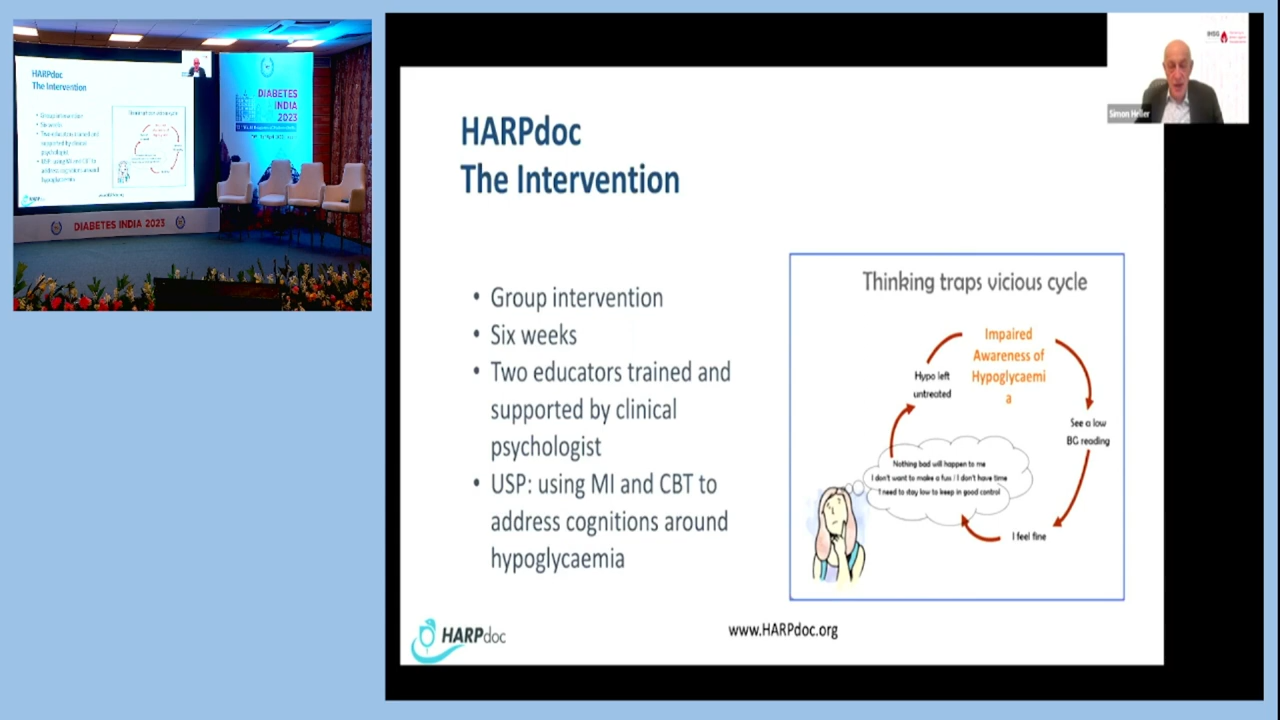 HARPdoc
The Intervention
DIABETES
INDIA
2023
DIABETES INDIA 2023
IHSG
Simon Heller
HARPdoc
The Intervention
• Group intervention
• Six weeks
• Two educators trained and
supported by clinical
psychologist
• USP: using MI and CBT to
address cognitions around
hypoglycaemia
Thinking traps vicious cycle
Impaired
Awareness of
Hypoglycaemi
a
See a low
BG reading
I feel fine
Nothing bad will happen to me
I don't want to make a fuss / I don't have time
I need to stay low to keep in good control
Hypo left
untreated
HARPdoc
www.HARPdoc.org